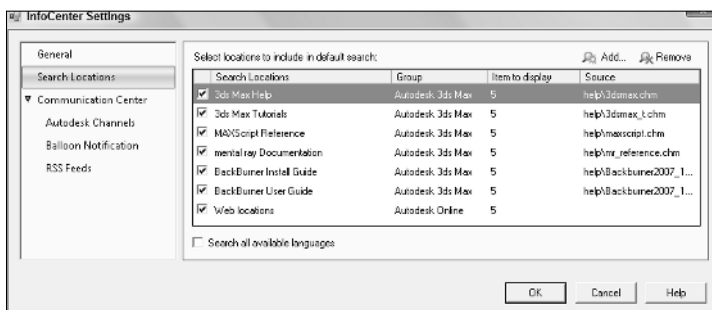 InfoCenter Settings
General
Search Locations
Communication Center
Autodesk Channels
Balloon Notification
RSS Feeds
Select locations to include in default search:
Add... Remove
Search Locations Group Item to display Source
3ds Max Help Autodesk 3ds Max 5 help\3dsmax.chm
3ds Max Tutorials Autodesk 3ds Max 5 help\3dsmax_t.chm
MAXScript Reference Autodesk 3ds Max 5 help\maxscript.chm
mental ray Documentation Autodesk 3ds Max 5 help\mr_reference.chm
BackBurner Install Guide Autodesk 3ds Max 5 help\Backburner2007_1...
BackBurner User Guide Autodesk 3ds Max 5 help\Backburner2007_1...
Web locations Autodesk Online 5
Search all available languages
OK Cancel Help